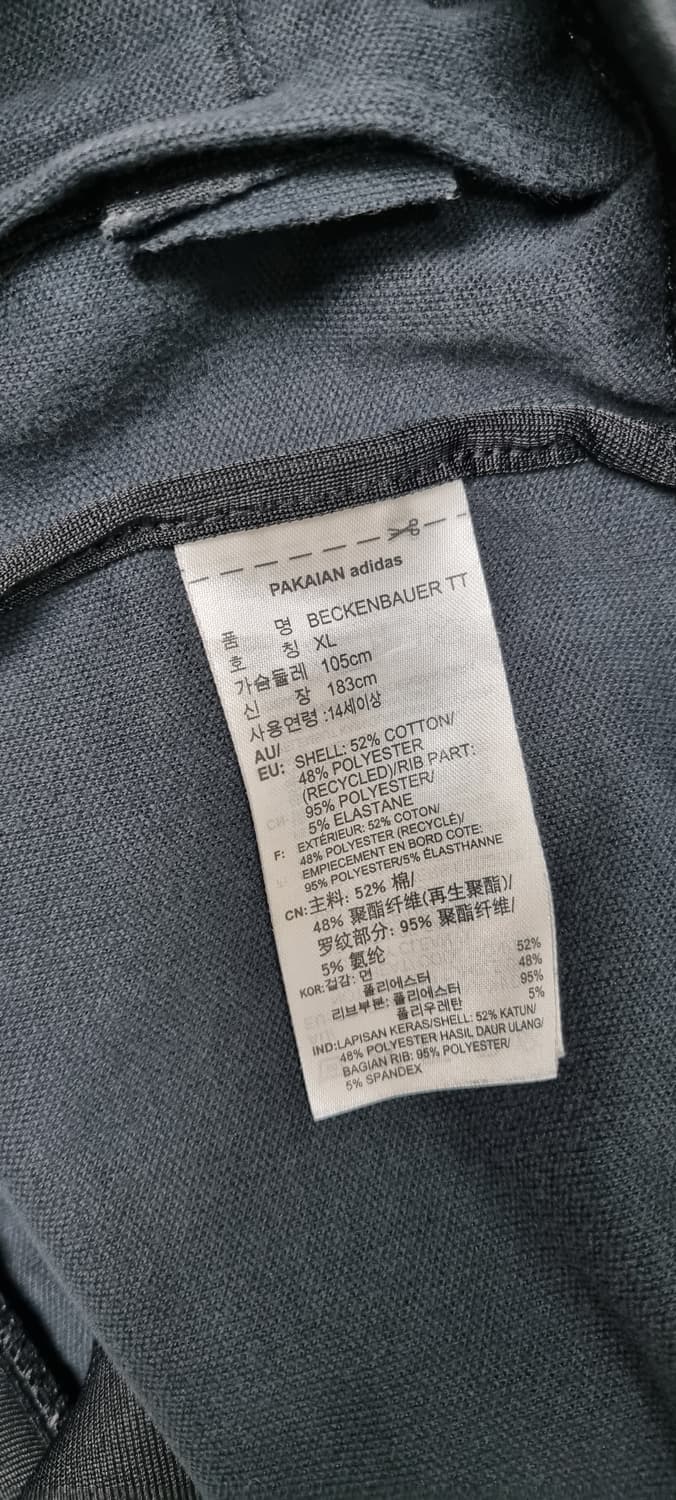 PAKAIAN adidas
품 명 BECKENBAUER TT
호 칭 XL
가슴둘레 105cm
신 장 183cm
사용연령 :14세이상
AU/
EU: SHELL: 52% COTTON/
48% POLYESTER
(RECYCLED)/RIB PART:
95% POLYESTER/
5% ELASTANE
F: EXTÉRIEUR: 52% COTON/
48% POLYESTER (RECYCLÉ)/
EMPIECEMENT EN BORD COTE:
95% POLYESTER/5% ÉLASTHANNE
CN:主料: 52% 棉/
48% 聚酯纤维(再生聚酯)/
罗纹部分: 95% 聚酯纤维/
5% 氨纶
KOR:겉감: 면 52%
폴리에스터 48%
리브부분: 폴리에스터 95%
폴리우레탄 5%
IND:LAPISAN KERAS/SHELL: 52% KATUN/
48% POLYESTER HASIL DAUR ULANG/
BAGIAN RIB: 95% POLYESTER/
5% SPANDEX